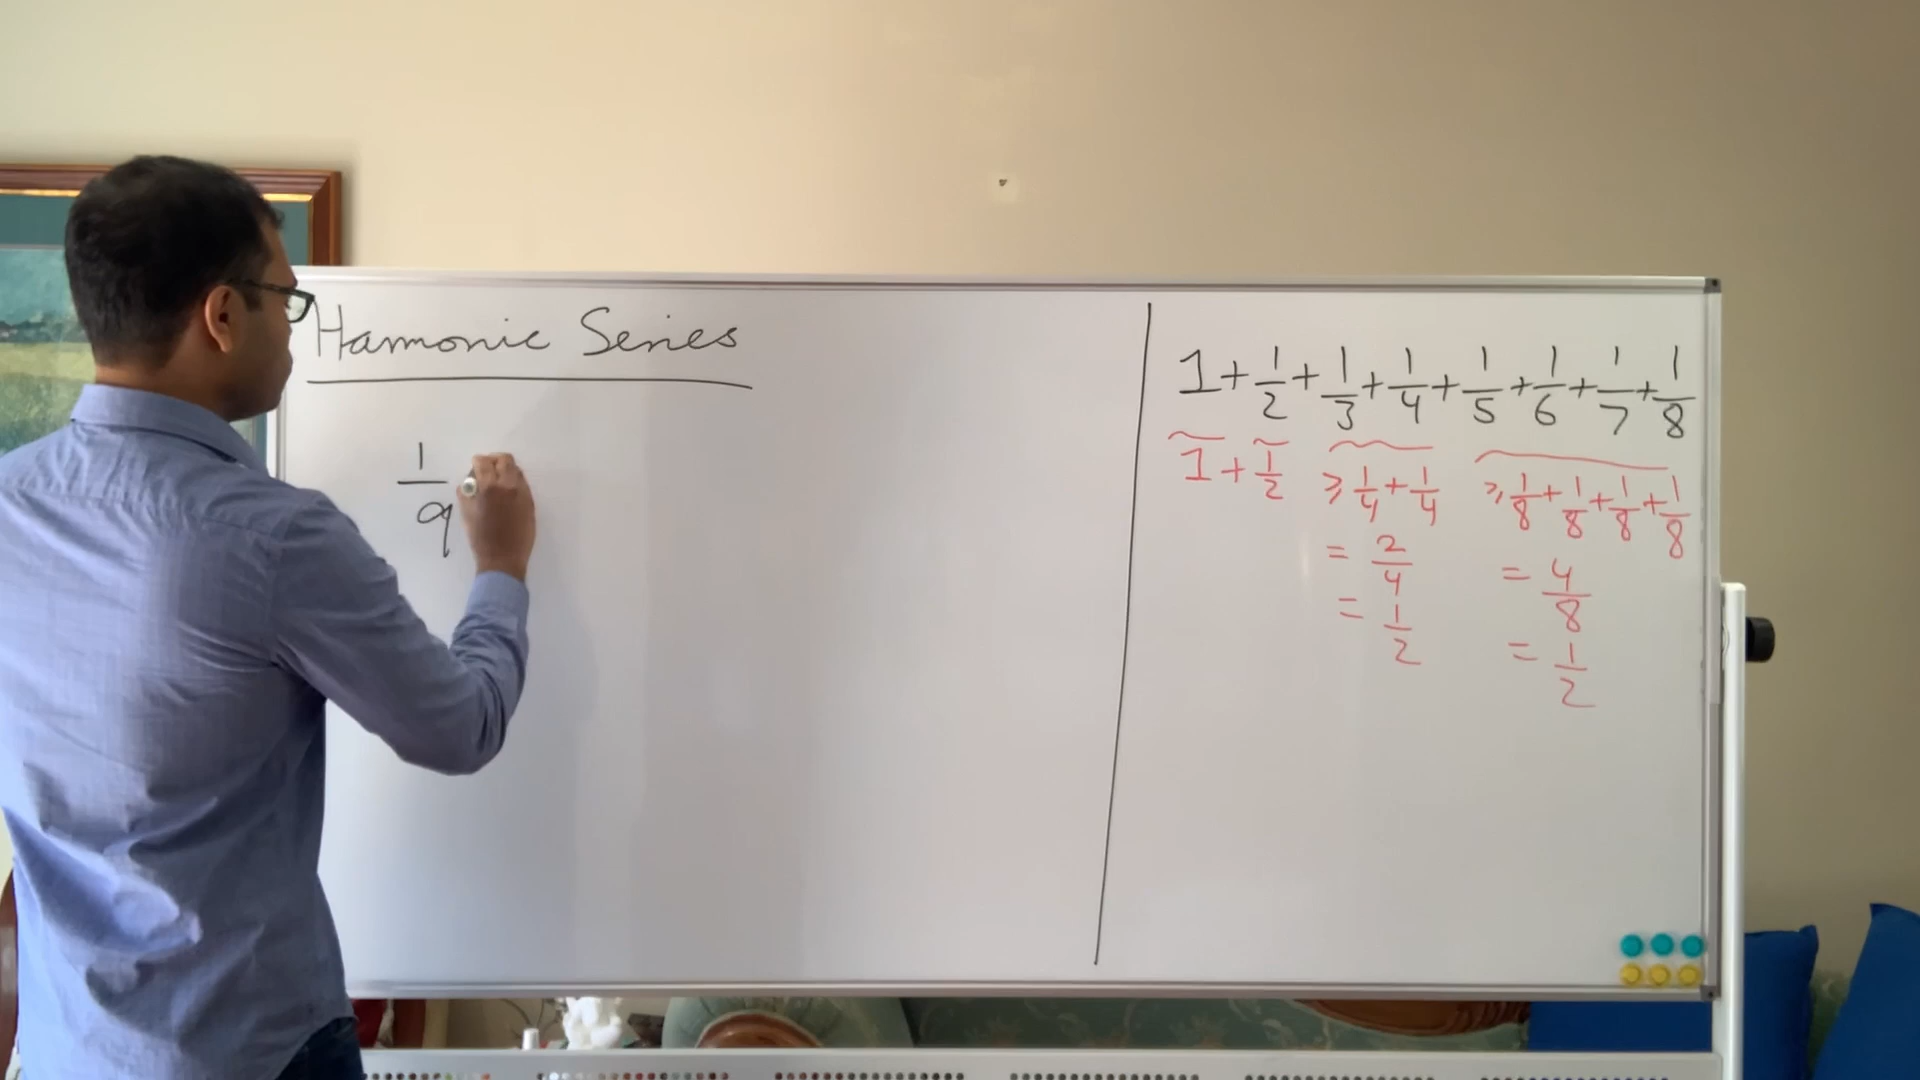 Harmonic Series
1/9
1 + 1/2 + 1/3 + 1/4 + 1/5 + 1/6 + 1/7 + 1/8
1 + 1/2 ≥ 1/4 + 1/4 ≥ 1/8 + 1/8 + 1/8 + 1/8
= 2/4 = 4/8
= 1/2 = 1/2